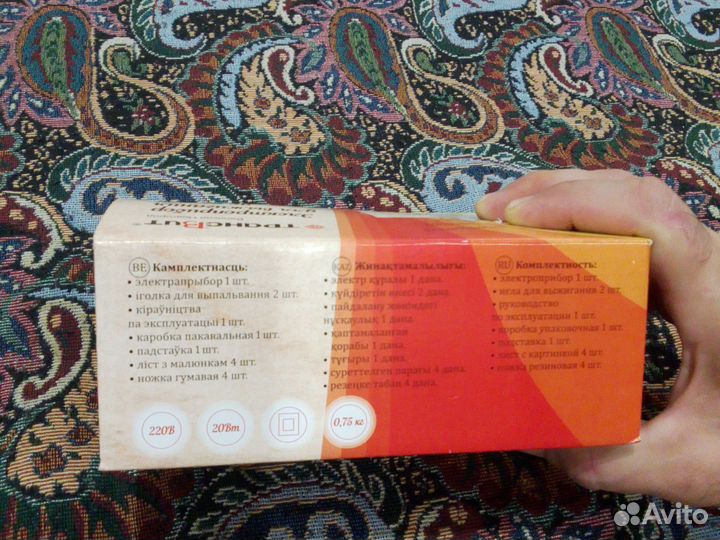 трансВит
BE Камплектнасць:
• электрапрыбор 1 шт.
• іголка для выпальвання 2 шт.
• кіраўніцтва
па эксплуатацыі 1 шт.
• каробка пакавальная 1 шт.
• падстаўка 1 шт.
• ліст з малюнкам 4 шт.
• ножка гумавая 4 шт.
KAZ Жинақтамалылығы:
• электр құралы 1 дана.
• күйдіретін инесі 2 дана.
• пайдалану жөніндегі
нұсқаулық 1 дана.
• қаптамаданған
қорабы 1 дана.
• тұғыры 1 дана.
• суреттелген парағы 4 дана.
• резеңке табан 4 дана.
RU Комплектность:
• электроприбор 1 шт.
• игла для выжигания 2 шт.
• руководство
по эксплуатации 1 шт.
• коробка упаковочная 1 шт.
• подставка 1 шт.
• лист с картинкой 4 шт.
• ножка резиновая 4 шт.
220В
20Вт
0,75 кг
Avito